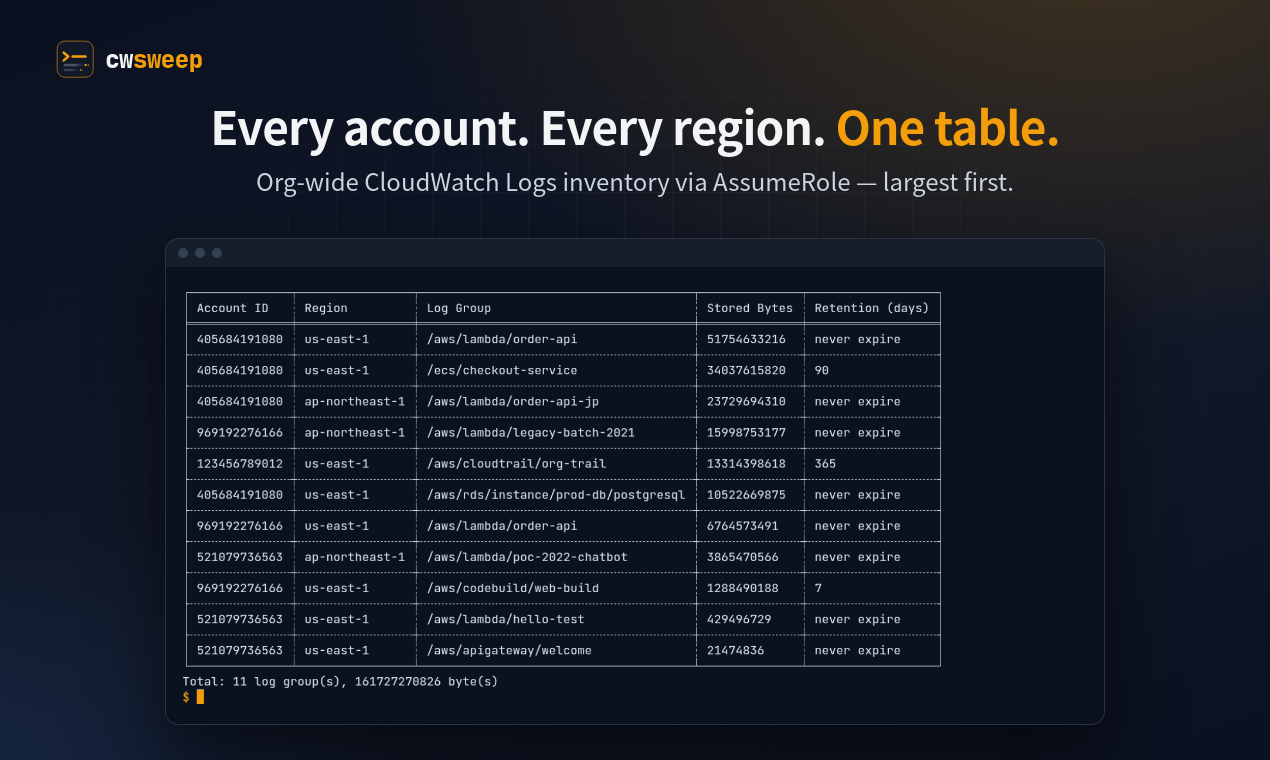 cwsweep
Every account. Every region. One table.
Org-wide CloudWatch Logs inventory via AssumeRole — largest first.
Account ID Region Log Group Stored Bytes Retention (days)
405684191080 us-east-1 /aws/lambda/order-api 51754633216 never expire
405684191080 us-east-1 /ecs/checkout-service 34037615820 90
405684191080 ap-northeast-1 /aws/lambda/order-api-jp 23729694310 never expire
969192276166 ap-northeast-1 /aws/lambda/legacy-batch-2021 15998753177 never expire
123456789012 us-east-1 /aws/cloudtrail/org-trail 13314398618 365
405684191080 us-east-1 /aws/rds/instance/prod-db/postgresql 10522669875 never expire
969192276166 us-east-1 /aws/lambda/order-api 6764573491 never expire
521079736563 ap-northeast-1 /aws/lambda/poc-2022-chatbot 3865470566 never expire
969192276166 us-east-1 /aws/codebuild/web-build 1288490188 7
521079736563 us-east-1 /aws/lambda/hello-test 429496729 never expire
521079736563 us-east-1 /aws/apigateway/welcome 21474836 never expire
Total: 11 log group(s), 161727270826 byte(s)
$